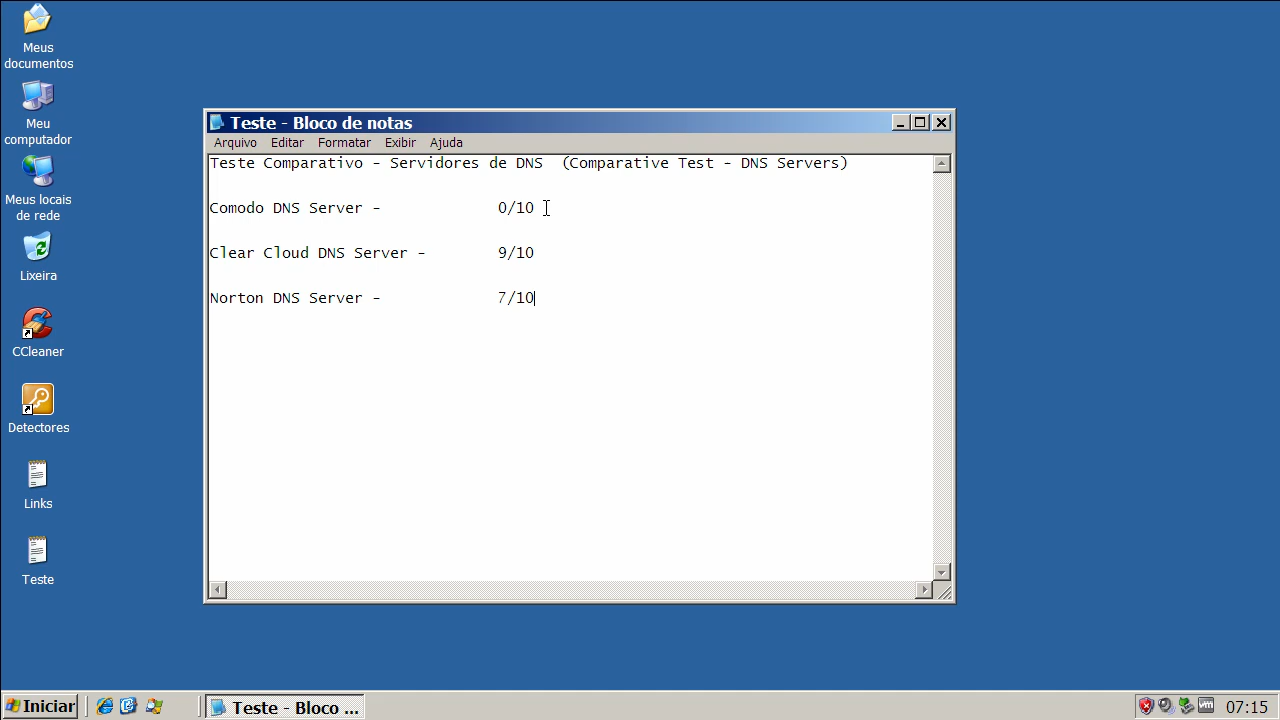 Meus
documentos
Meu
computador
Meus locais
de rede
Lixeira
CCleaner
Detectores
Links
Teste
Teste - Bloco de notas
Arquivo Editar Formatar Exibir Ajuda
Teste Comparativo - Servidores de DNS (Comparative Test - DNS Servers)
Comodo DNS Server - 0/10
Clear Cloud DNS Server - 9/10
Norton DNS Server - 7/10
Iniciar
Teste - Bloco ...
vm
07:15